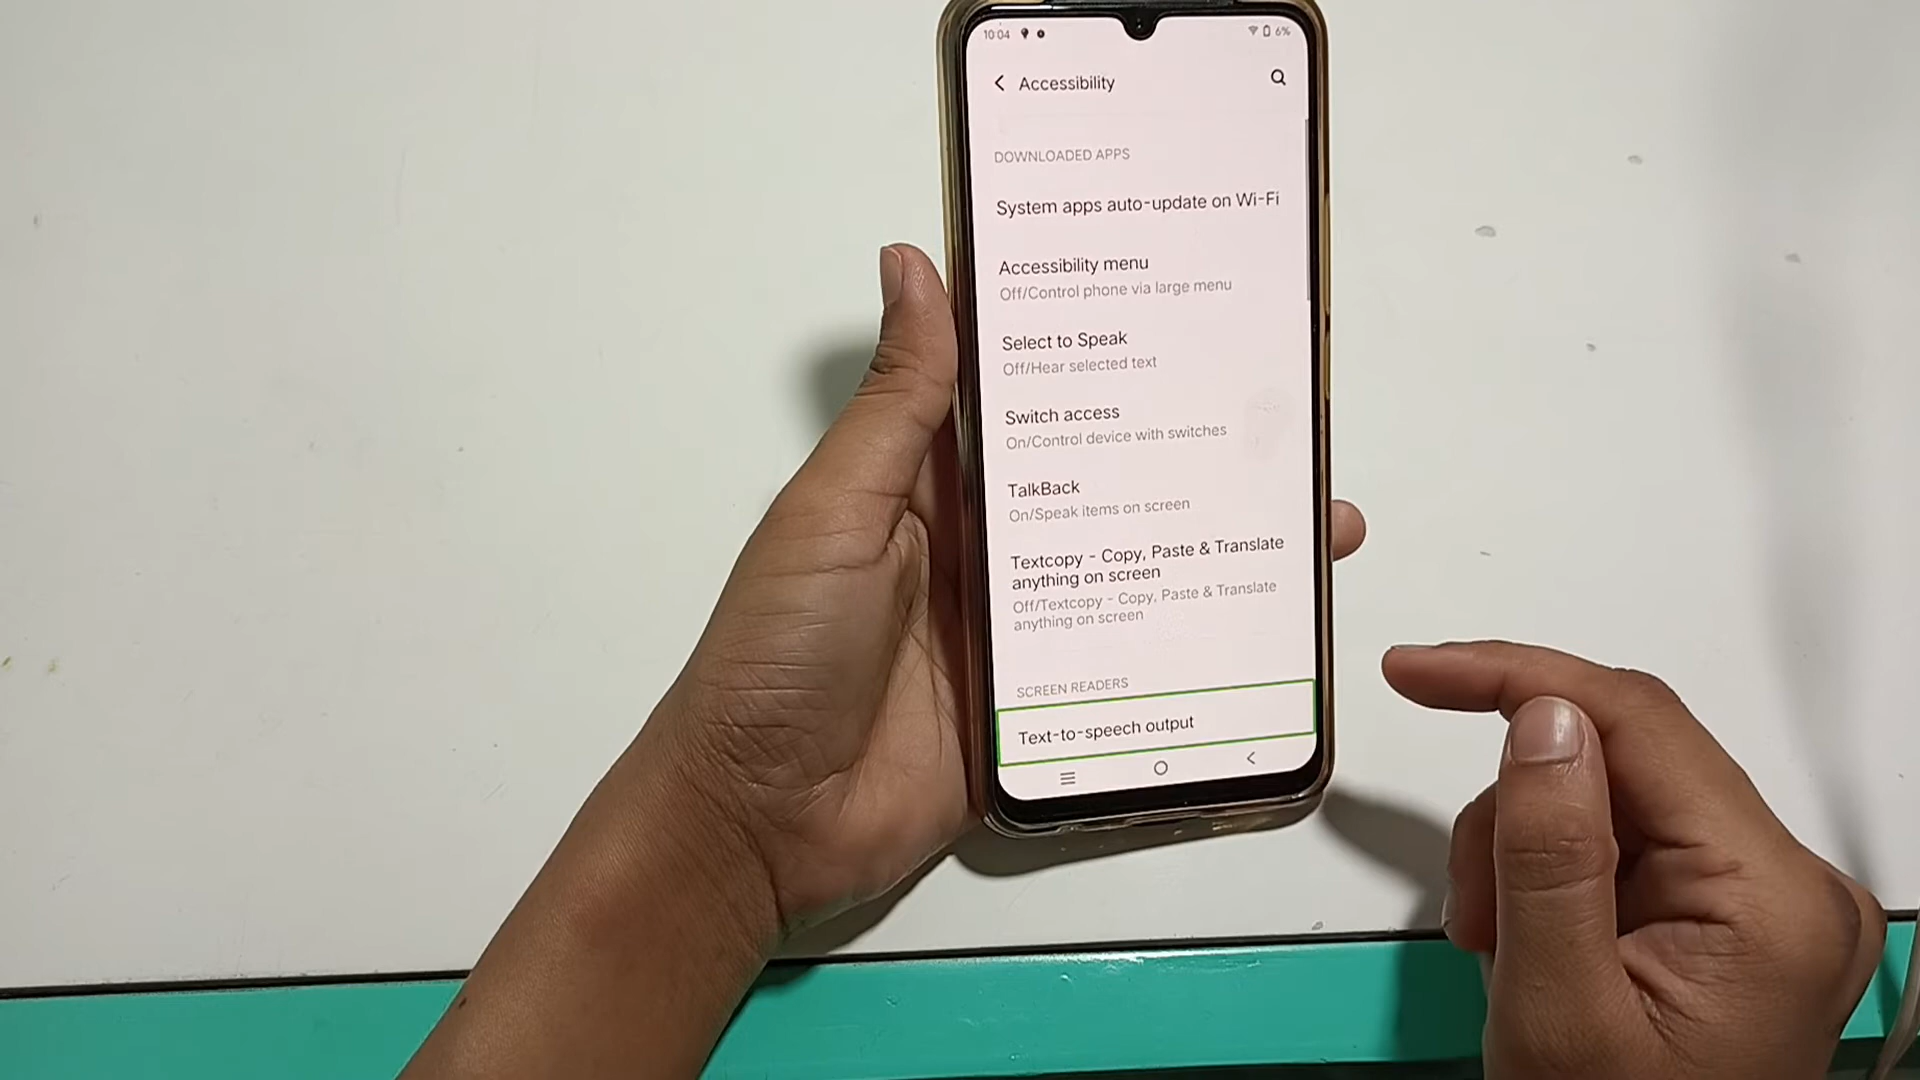 10:04
6%
Accessibility
DOWNLOADED APPS
System apps auto-update on Wi-Fi
Accessibility menu
Off/Control phone via large menu
Select to Speak
Off/Hear selected text
Switch access
On/Control device with switches
TalkBack
On/Speak items on screen
Textcopy - Copy, Paste & Translate
anything on screen
Off/Textcopy - Copy, Paste & Translate
anything on screen
SCREEN READERS
Text-to-speech output